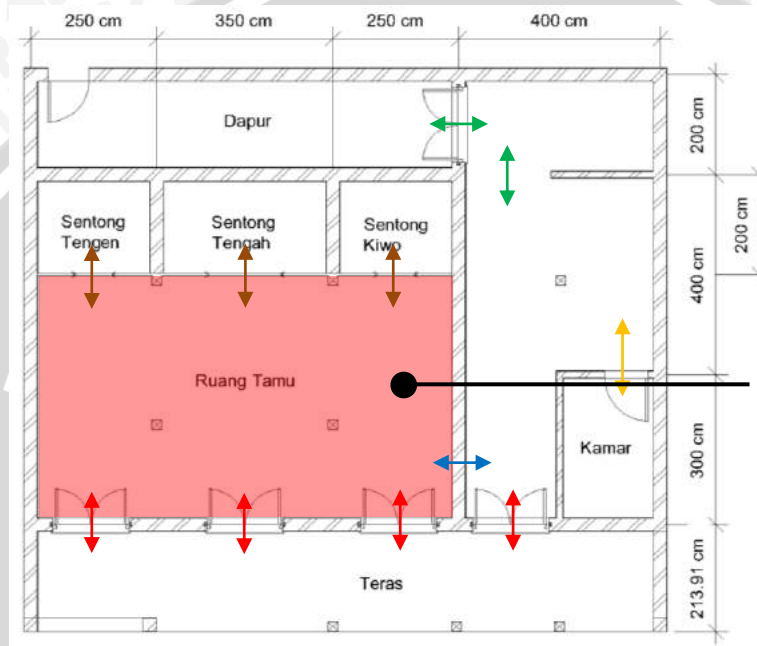 250 cm
350 cm
250 cm
400 cm
Dapur
200 cm
Sentong
Tengen
Sentong
Tengah
Sentong
Kiwo
200 cm
400 cm
Ruang Tamu
Kamar
300 cm
Teras
213.91 cm